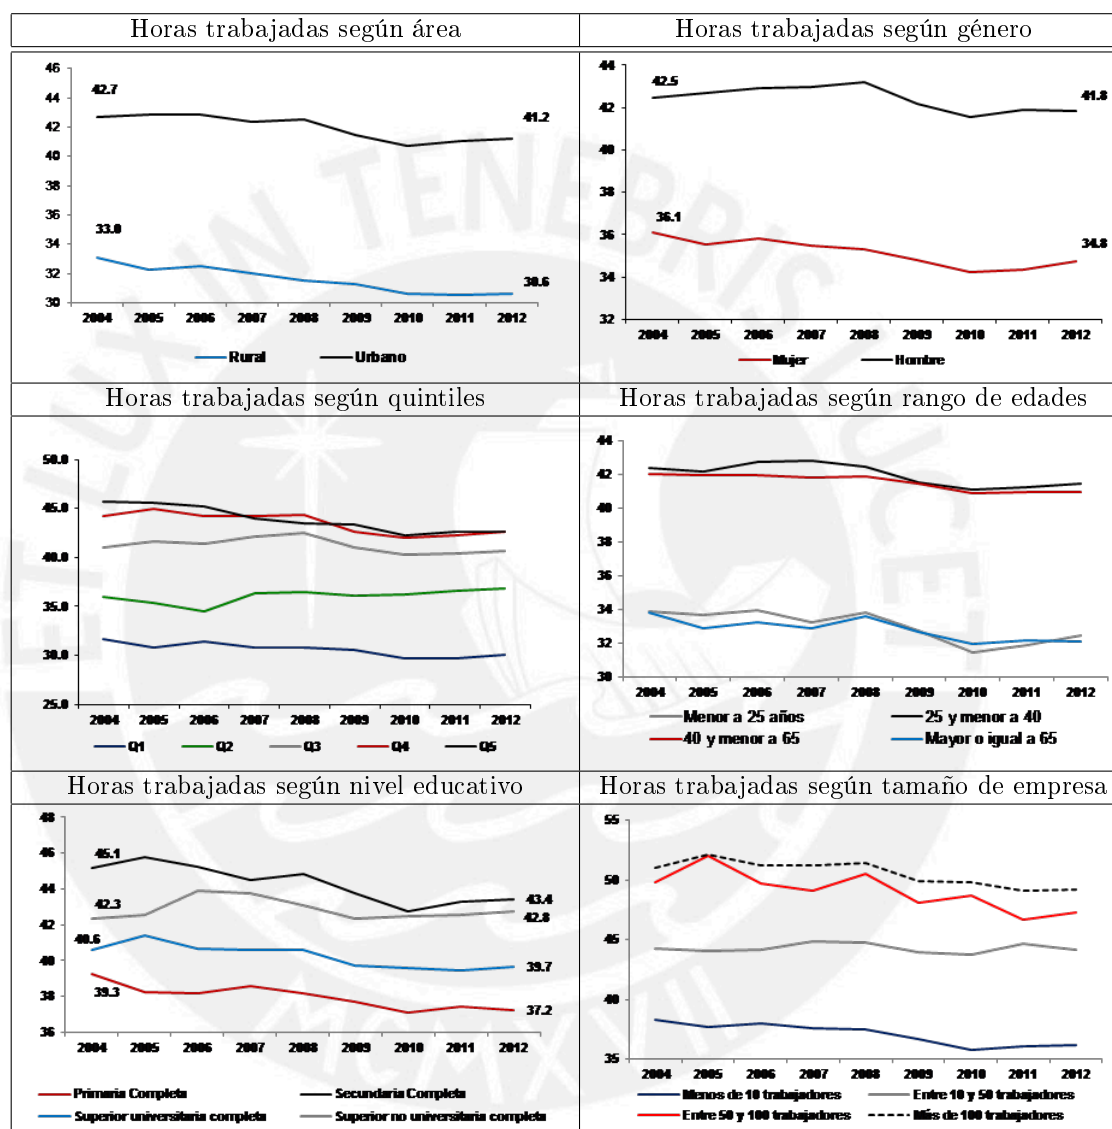 Horas trabajadas según área
46
44
42
40
38
36
34
32
30
42.7
41.2
33.0
30.6
2004 2005 2006 2007 2008 2009 2010 2011 2012
Rural Urbano
Horas trabajadas según género
44
42
40
38
36
34
32
42.5
41.8
36.1
34.8
2004 2005 2006 2007 2008 2009 2010 2011 2012
Mujer Hombre
Horas trabajadas según quintiles
50.0
45.0
40.0
35.0
30.0
25.0
2004 2005 2006 2007 2008 2009 2010 2011 2012
Q1 Q2 Q3 Q4 Q5
Horas trabajadas según rango de edades
44
42
40
38
36
34
32
30
2004 2005 2006 2007 2008 2009 2010 2011 2012
Menor a 25 años 25 y menor a 40
40 y menor a 65 Mayor o igual a 65
Horas trabajadas según nivel educativo
48
46
44
42
40
38
36
45.1
42.3
40.6
39.3
43.4
42.8
39.7
37.2
2004 2005 2006 2007 2008 2009 2010 2011 2012
Primaria Completa Secundaria Completa
Superior universitaria completa Superior no universitaria completa
Horas trabajadas según tamaño de empresa
55
50
45
40
35
2004 2005 2006 2007 2008 2009 2010 2011 2012
Menos de 10 trabajadores Entre 10 y 50 trabajadores
Entre 50 y 100 trabajadores Más de 100 trabajadores
ET LUX IN TENEBRIS LUCET
MCMXVII